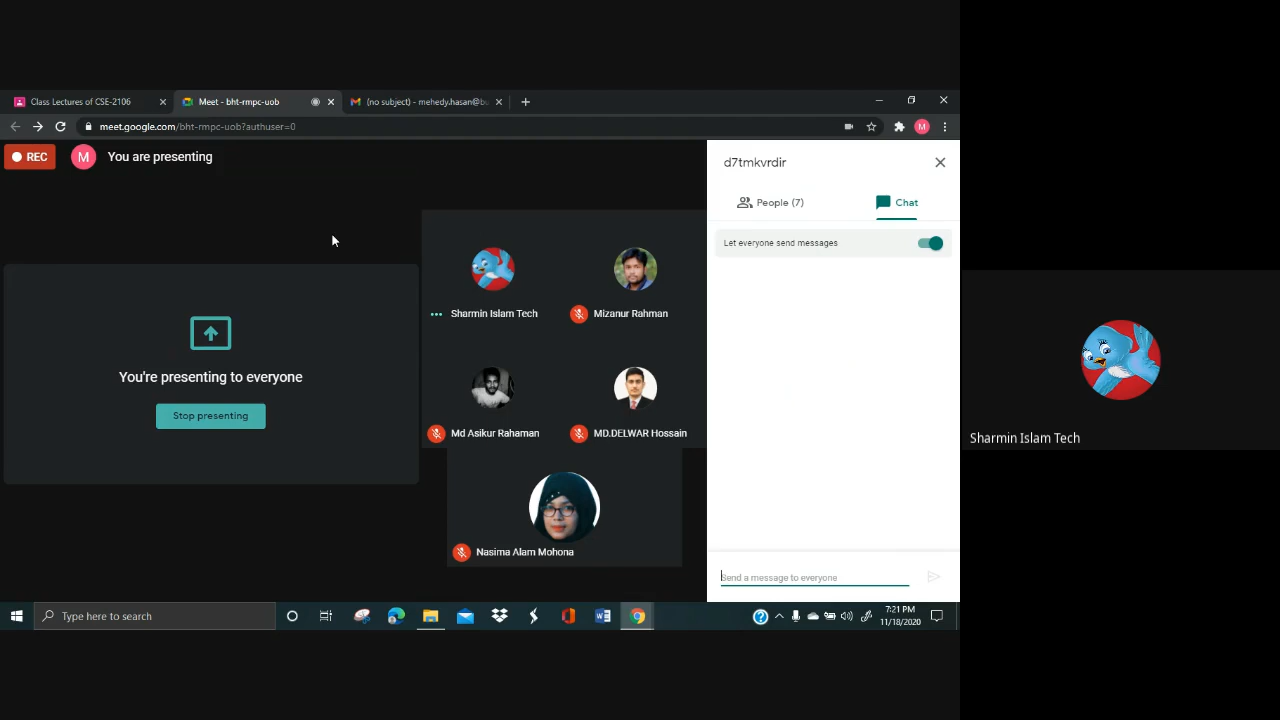 Class Lectures of CSE-2106
Meet - bht-rmpc-uob
(no subject) - mehedy.hasan@bu
meet.google.com/bht-rmpc-uob?authuser=0
M
REC
M
You are presenting
d7tmkvrdir
People (7)
Chat
Let everyone send messages
Sharmin Islam Tech
Mizanur Rahman
You're presenting to everyone
Stop presenting
Md Asikur Rahaman
MD.DELWAR Hossain
Sharmin Islam Tech
Nasima Alam Mohona
Send a message to everyone
Type here to search
7:21 PM
11/18/2020